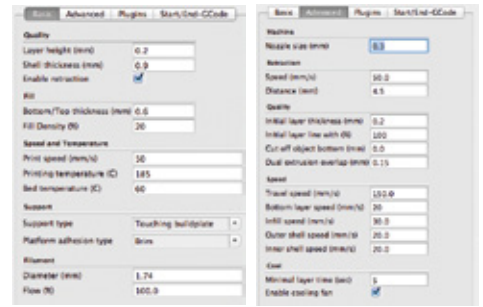 Basic Advanced Plugins Start/End-GCode
Quality
Layer height (mm) 0.2
Shell thickness (mm) 0.9
Enable retraction
Fill
Bottom/Top thickness (mm) 0.6
Fill Density (%) 20
Speed and Temperature
Print speed (mm/s) 50
Printing temperature (C) 185
Bed temperature (C) 60
Support
Support type Touching buildplate
Platform adhesion type Brim
Filament
Diameter (mm) 1.74
Flow (%) 100.0
Basic Advanced Plugins Start/End-GCode
Machine
Nozzle size (mm) 0.3
Retraction
Speed (mm/s) 50.0
Distance (mm) 4.5
Quality
Initial layer thickness (mm) 0.2
Initial layer line with (%) 100
Cut off object bottom (mm) 0.0
Dual extrusion overlap (mm) 0.15
Speed
Travel speed (mm/s) 150.0
Bottom layer speed (mm/s) 20
Infill speed (mm/s) 30.0
Outer shell speed (mm/s) 20.0
Inner shell speed (mm/s) 20.0
Cool
Minimal layer time (sec) 5
Enable cooling fan